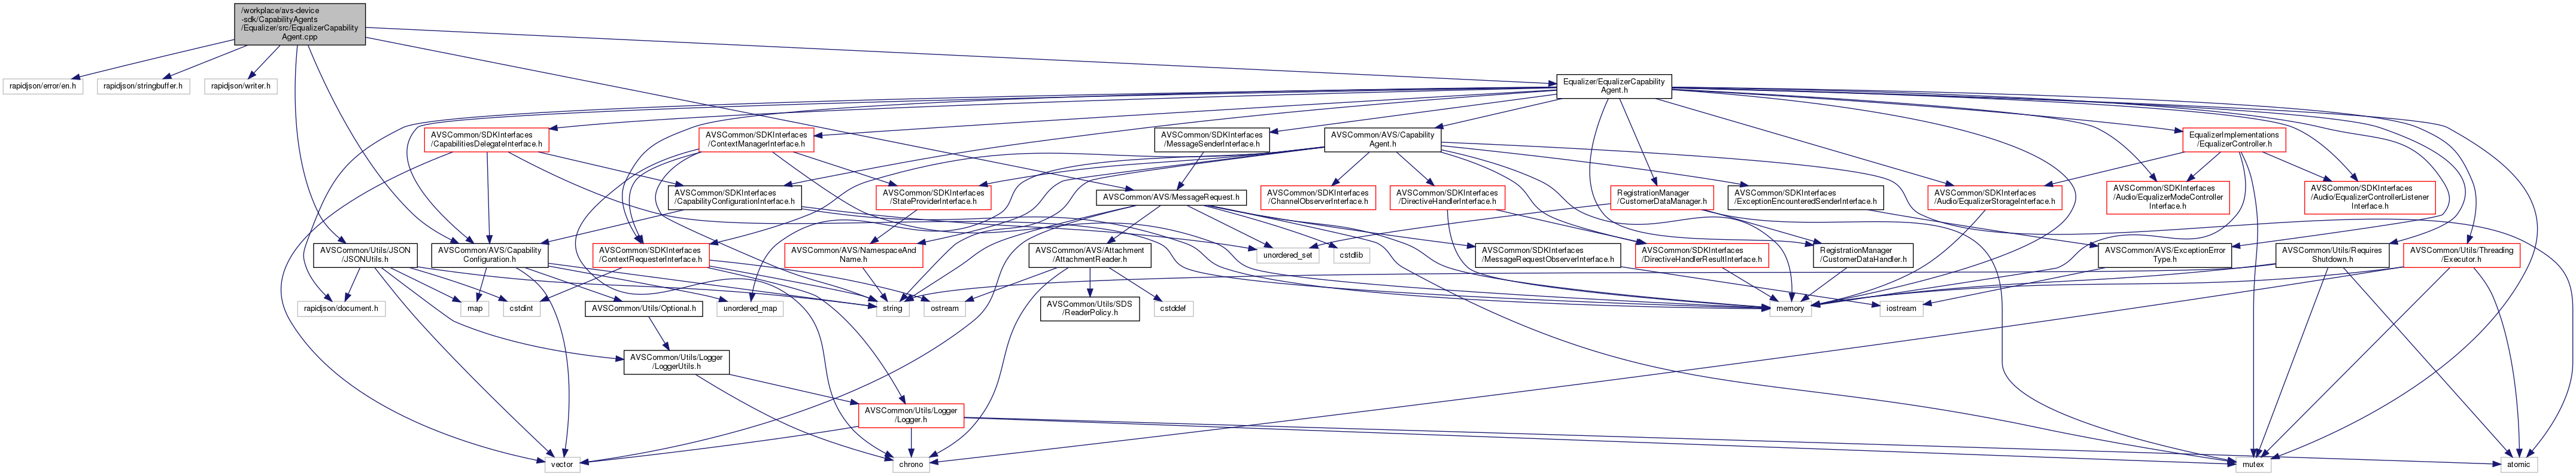 /workplace/avs-device
-sdk/CapabilityAgents
/Equalizer/src/EqualizerCapability
Agent.cpp
rapidjson/error/en.h
rapidjson/stringbuffer.h
rapidjson/writer.h
Equalizer/EqualizerCapability
Agent.h
AVSCommon/SDKInterfaces
/CapabilitiesDelegateInterface.h
AVSCommon/SDKInterfaces
/ContextManagerInterface.h
AVSCommon/SDKInterfaces
/MessageSenderInterface.h
AVSCommon/AVS/Capability
Agent.h
EqualizerImplementations
/EqualizerController.h
AVSCommon/SDKInterfaces
/CapabilityConfigurationInterface.h
AVSCommon/SDKInterfaces
/StateProviderInterface.h
AVSCommon/AVS/MessageRequest.h
AVSCommon/SDKInterfaces
/ChannelObserverInterface.h
AVSCommon/SDKInterfaces
/DirectiveHandlerInterface.h
RegistrationManager
/CustomerDataManager.h
AVSCommon/SDKInterfaces
/ExceptionEncounteredSenderInterface.h
AVSCommon/SDKInterfaces
/Audio/EqualizerStorageInterface.h
AVSCommon/SDKInterfaces
/Audio/EqualizerModeController
Interface.h
AVSCommon/SDKInterfaces
/Audio/EqualizerControllerListener
Interface.h
AVSCommon/Utils/JSON
/JSONUtils.h
AVSCommon/AVS/Capability
Configuration.h
AVSCommon/SDKInterfaces
/ContextRequesterInterface.h
AVSCommon/AVS/NamespaceAnd
Name.h
AVSCommon/AVS/Attachment
/AttachmentReader.h
unordered_set
cstdlib
AVSCommon/SDKInterfaces
/MessageRequestObserverInterface.h
AVSCommon/SDKInterfaces
/DirectiveHandlerResultInterface.h
RegistrationManager
/CustomerDataHandler.h
AVSCommon/AVS/ExceptionError
Type.h
AVSCommon/Utils/Requires
Shutdown.h
AVSCommon/Utils/Threading
/Executor.h
rapidjson/document.h
map
cstdint
AVSCommon/Utils/Optional.h
unordered_map
string
ostream
AVSCommon/Utils/SDS
/ReaderPolicy.h
cstddef
memory
iostream
AVSCommon/Utils/Logger
/LoggerUtils.h
AVSCommon/Utils/Logger
/Logger.h
vector
chrono
mutex
atomic